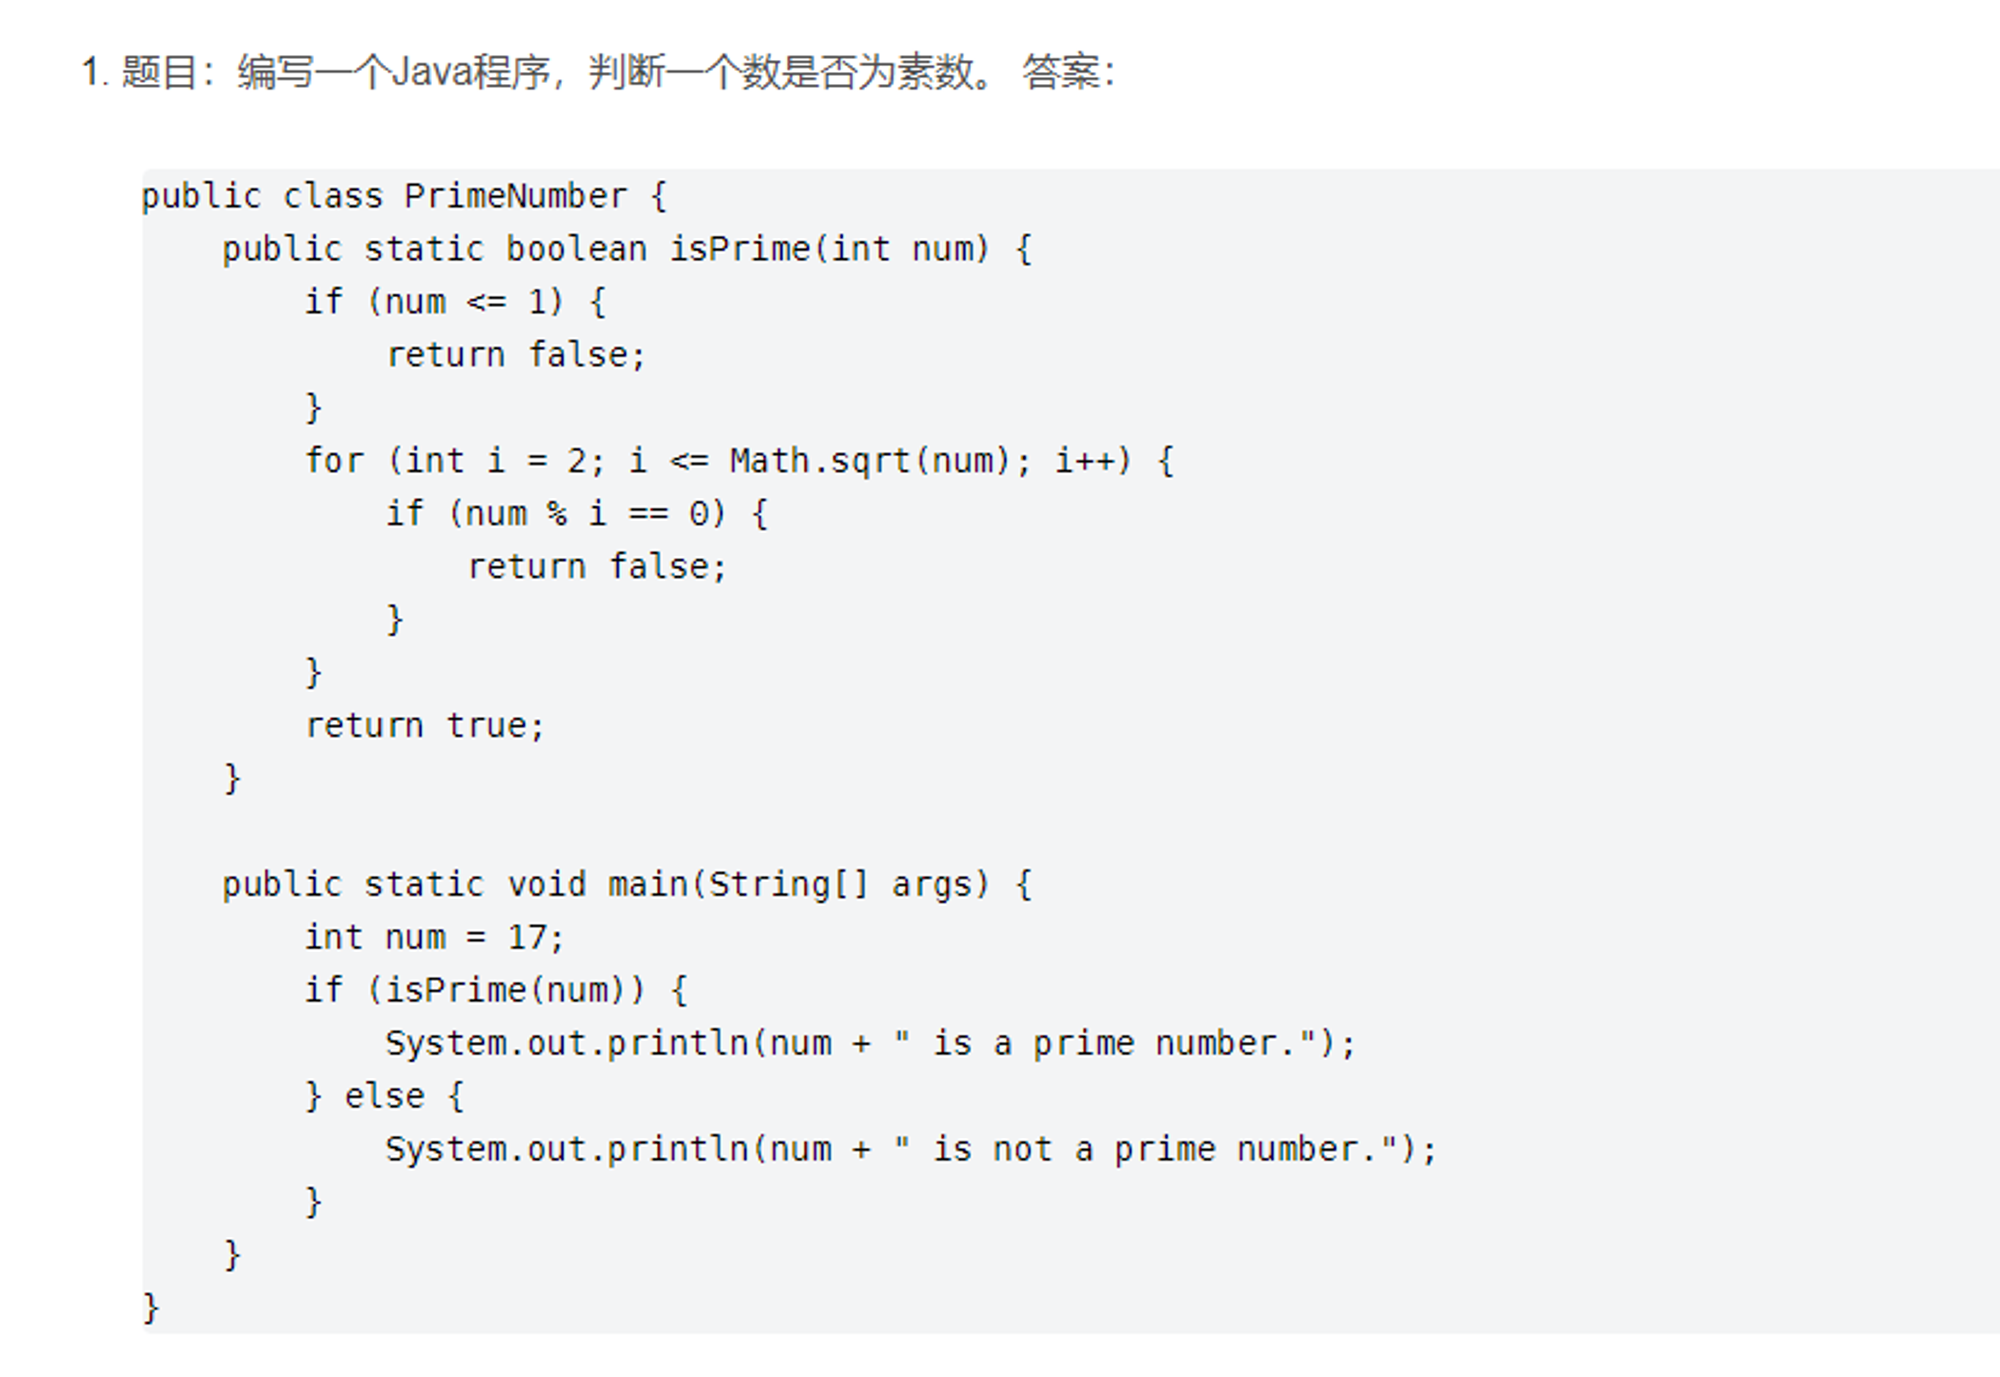 1. 题目：编写一个Java程序，判断一个数是否为素数。 答案：
public class PrimeNumber {
    public static boolean isPrime(int num) {
        if (num <= 1) {
            return false;
        }
        for (int i = 2; i <= Math.sqrt(num); i++) {
            if (num % i == 0) {
                return false;
            }
        }
        return true;
    }

    public static void main(String[] args) {
        int num = 17;
        if (isPrime(num)) {
            System.out.println(num + " is a prime number.");
        } else {
            System.out.println(num + " is not a prime number.");
        }
    }
}